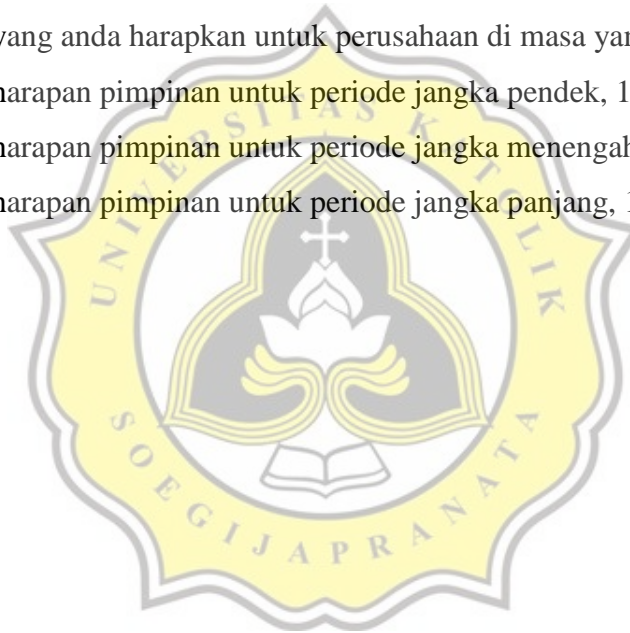 yang anda harapkan untuk perusahaan di masa yan
harapan pimpinan untuk periode jangka pendek, 1
harapan pimpinan untuk periode jangka menengah
harapan pimpinan untuk periode jangka panjang, 1
UNIVERSITAS KATOLIK
SOEGIJAPRANATA